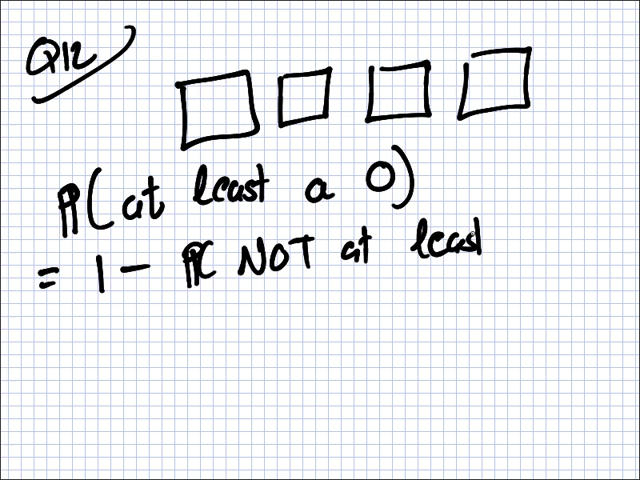 Q12
P(at least a 0)
= 1 - P( NOT at least